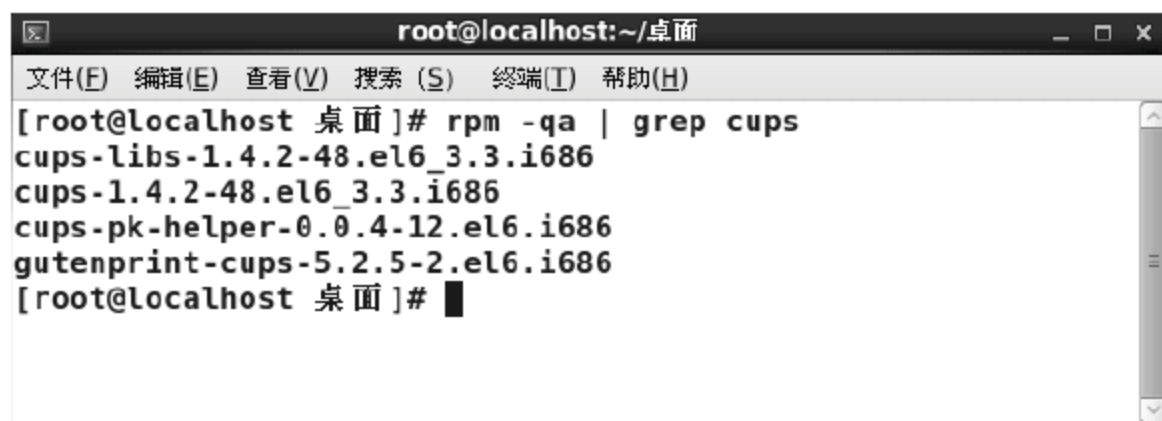 root@localhost:~/桌面
文件(F) 编辑(E) 查看(V) 搜索 (S) 终端(T) 帮助(H)
[root@localhost 桌面]# rpm -qa | grep cups
cups-libs-1.4.2-48.el6_3.3.i686
cups-1.4.2-48.el6_3.3.i686
cups-pk-helper-0.0.4-12.el6.i686
gutenprint-cups-5.2.5-2.el6.i686
[root@localhost 桌面]#